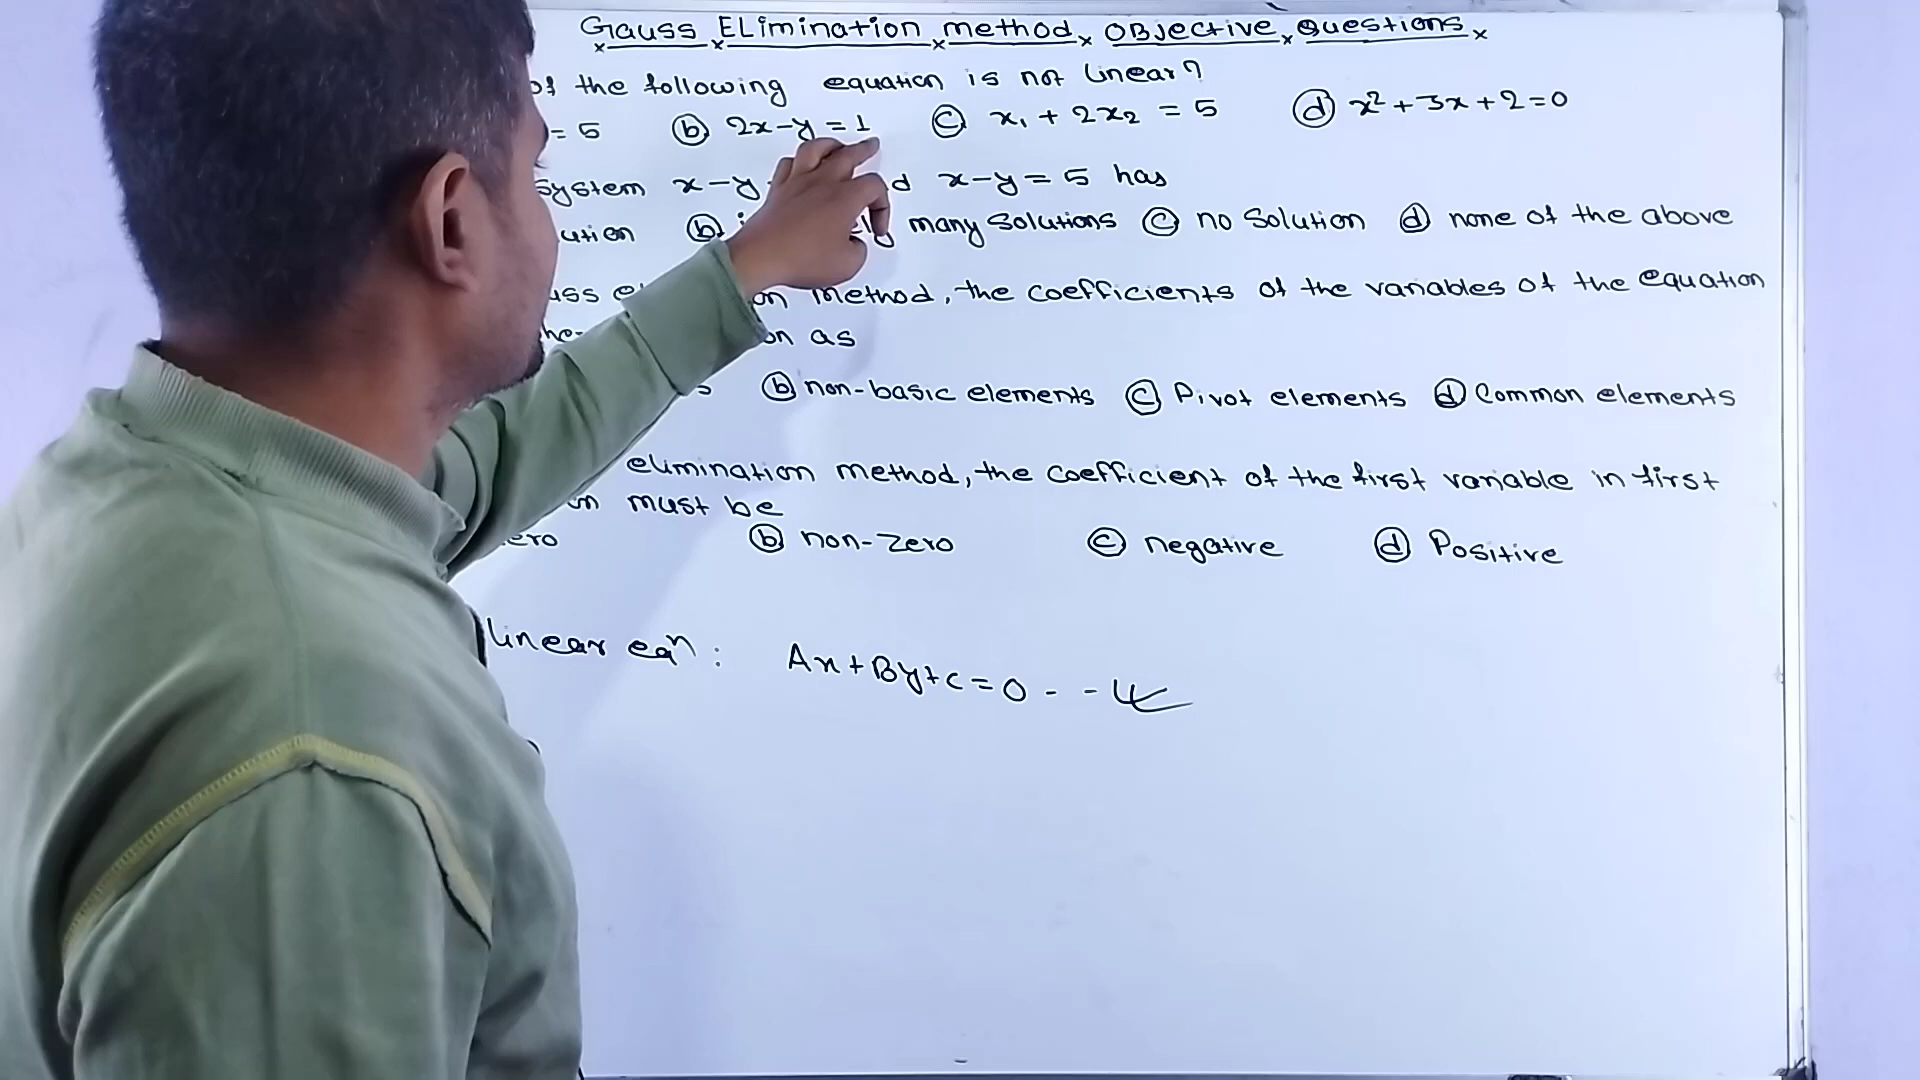 Gauss Elimination method Objective Questions
of the following equation is not linear?
= 5 (b) 2x-y = 1 (c) x₁ + 2x₂ = 5 (d) x² + 3x + 2 = 0
system x-y x-y = 5 has
(b) many solutions (c) no solution (d) none of the above
method, the coefficients of the variables of the equation
as
(b) non-basic elements (c) Pivot elements (d) Common elements
elimination method, the coefficient of the first variable in first
must be
(b) non-zero (c) negative (d) Positive
linear eqⁿ : Ax+By+c=0 - -